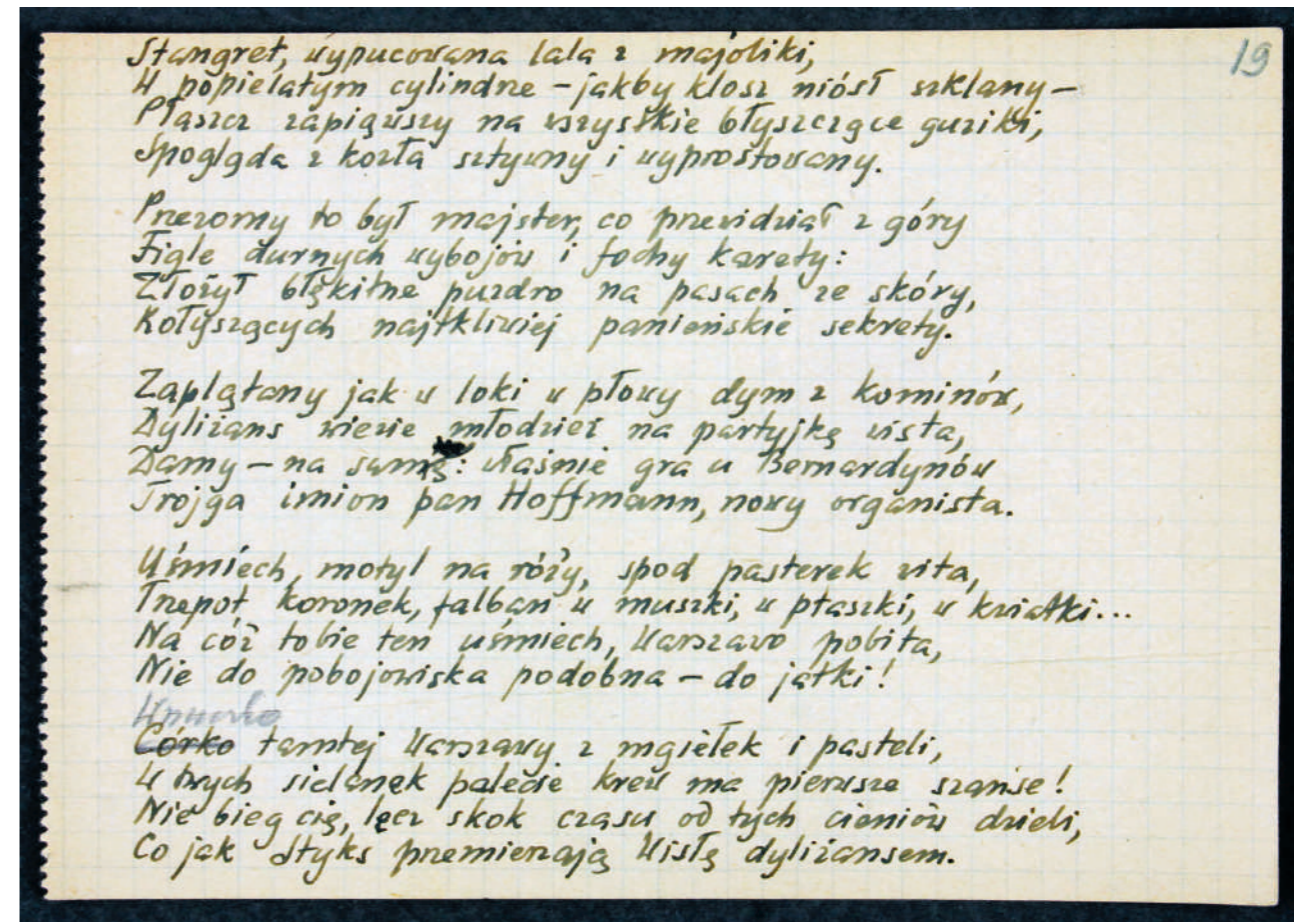 19
Stangret, wypucowana lala z majoliki,
W popielatym cylindrze – jakby klosz niósł szklany –
Płaszcz zapiąwszy na wszystkie błyszczące guziki,
Spogląda z kozła sztywny i wyprostowany.
Przezorny to był majster, co przewidział z góry
Figle durnych wybojów i fochy karety:
Złożył błękitne puzdro na pasach ze skóry,
Kołyszących najtkliwiej panieńskie sekrety.
Zaplątany jak w loki w płowy dym z kominów,
Dyliżans wiezie młodzież na partyjkę wista,
Damy – na sumę: właśnie gra u Bernardynów
Trojga imion pan Hoffmann, nowy organista.
Uśmiech, motyl na róży, spod pasterek wita,
Trzepot koronek, falban w muszki, w ptaszki, w kwiatki...
Na cóż tobie ten uśmiech, Warszawo pobita,
Nie do pobojowiska podobna – do jatki!
Wnuczko
Córko tamtej Warszawy z mgiełek i pasteli,
W twych sielanek palecie krew ma pierwsze szanse!
Nie bieg cię, lecz skok czasu od tych cieniów dzieli,
Co jak Styks przemierzają Wisłę dyliżansem.